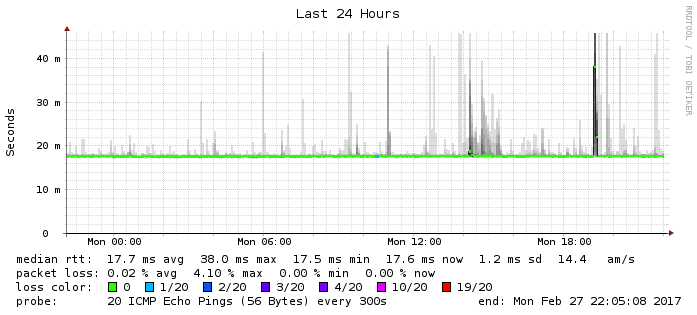 Last 24 Hours
RRDTOOL / TOBI OETIKER
Seconds
40 m
30 m
20 m
10 m
0
Mon 00:00 Mon 06:00 Mon 12:00 Mon 18:00
median rtt: 17.7 ms avg 38.0 ms max 17.5 ms min 17.6 ms now 1.2 ms sd 14.4 am/s
packet loss: 0.02 % avg 4.10 % max 0.00 % min 0.00 % now
loss color: 0 1/20 2/20 3/20 4/20 10/20 19/20
probe: 20 ICMP Echo Pings (56 Bytes) every 300s end: Mon Feb 27 22:05:08 2017